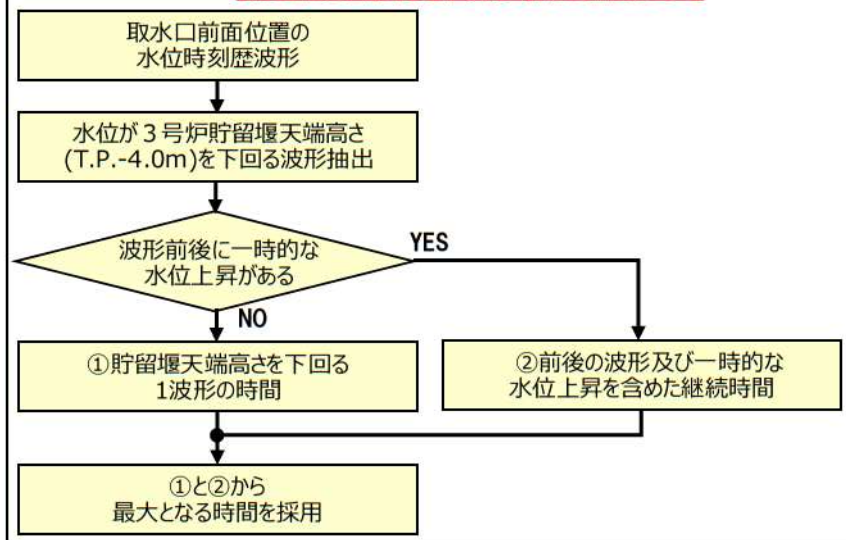 取水口前面位置の
水位時刻歴波形
水位が３号炉貯留堰天端高さ
(T.P.-4.0m)を下回る波形抽出
波形前後に一時的な
水位上昇がある
YES
NO
①貯留堰天端高さを下回る
1波形の時間
②前後の波形及び一時的な
水位上昇を含めた継続時間
①と②から
最大となる時間を採用